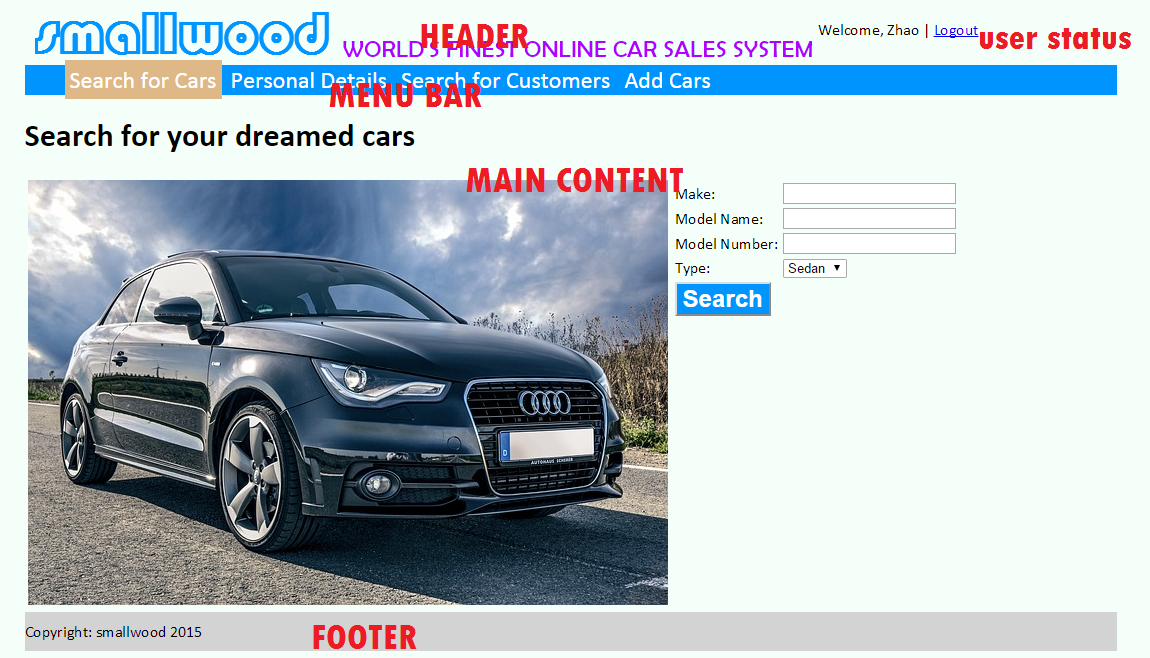 smallwood
WORLD'S FINEST ONLINE CAR SALES SYSTEM
HEADER
Welcome, Zhao | Logout
user status
Search for Cars Personal Details Search for Customers Add Cars
MENU BAR
Search for your dreamed cars
MAIN CONTENT
Make:
Model Name:
Model Number:
Type: Sedan ▼
Search
D
AUTOHAUS SCHERER
Copyright: smallwood 2015
FOOTER